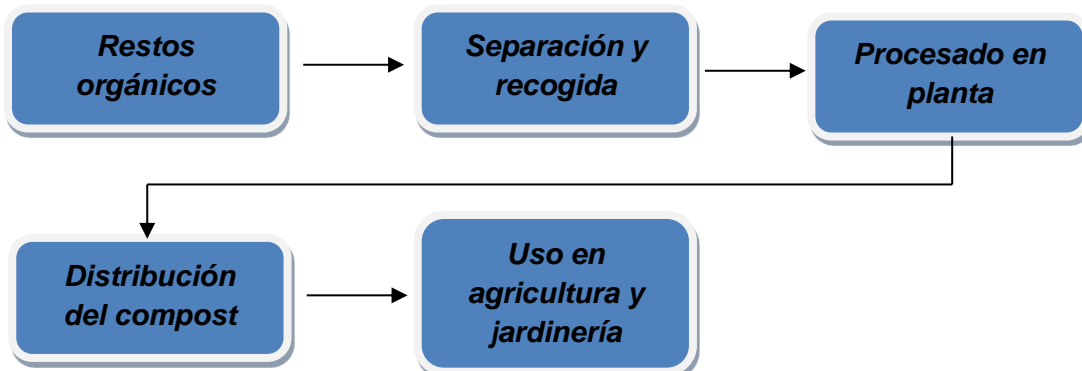 Restos
orgánicos
Separación y
recogida
Procesado en
planta
Distribución
del compost
Uso en
agricultura y
jardinería